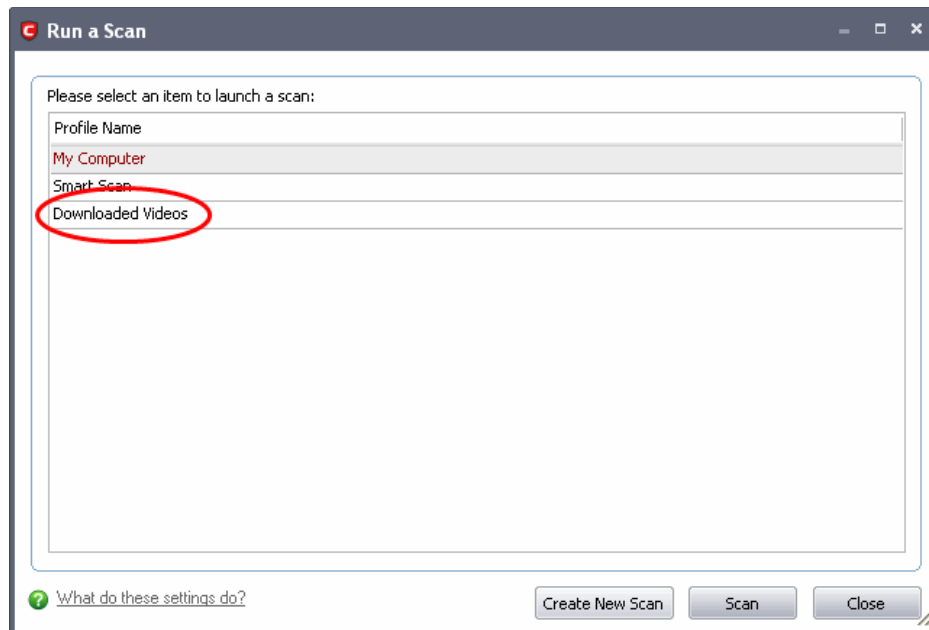 Run a Scan
Please select an item to launch a scan:
Profile Name
My Computer
Smart Scan
Downloaded Videos
What do these settings do?
Create New Scan
Scan
Close